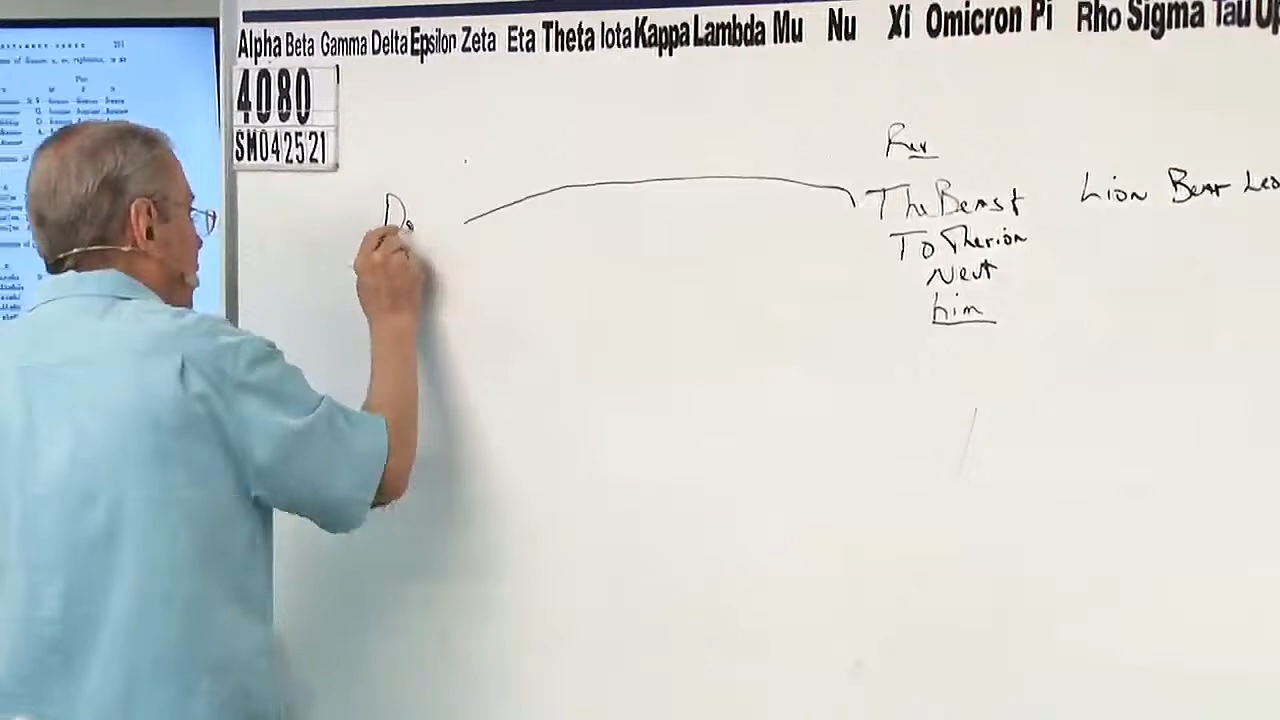 Alpha Beta Gamma Delta Epsilon Zeta Eta Theta Iota Kappa Lambda Mu Nu Xi Omicron Pi Rho Sigma Tau Up
4080
SM042521
Rev
The Beast Lion Bear Leo
To Therion
Neut
him
Da